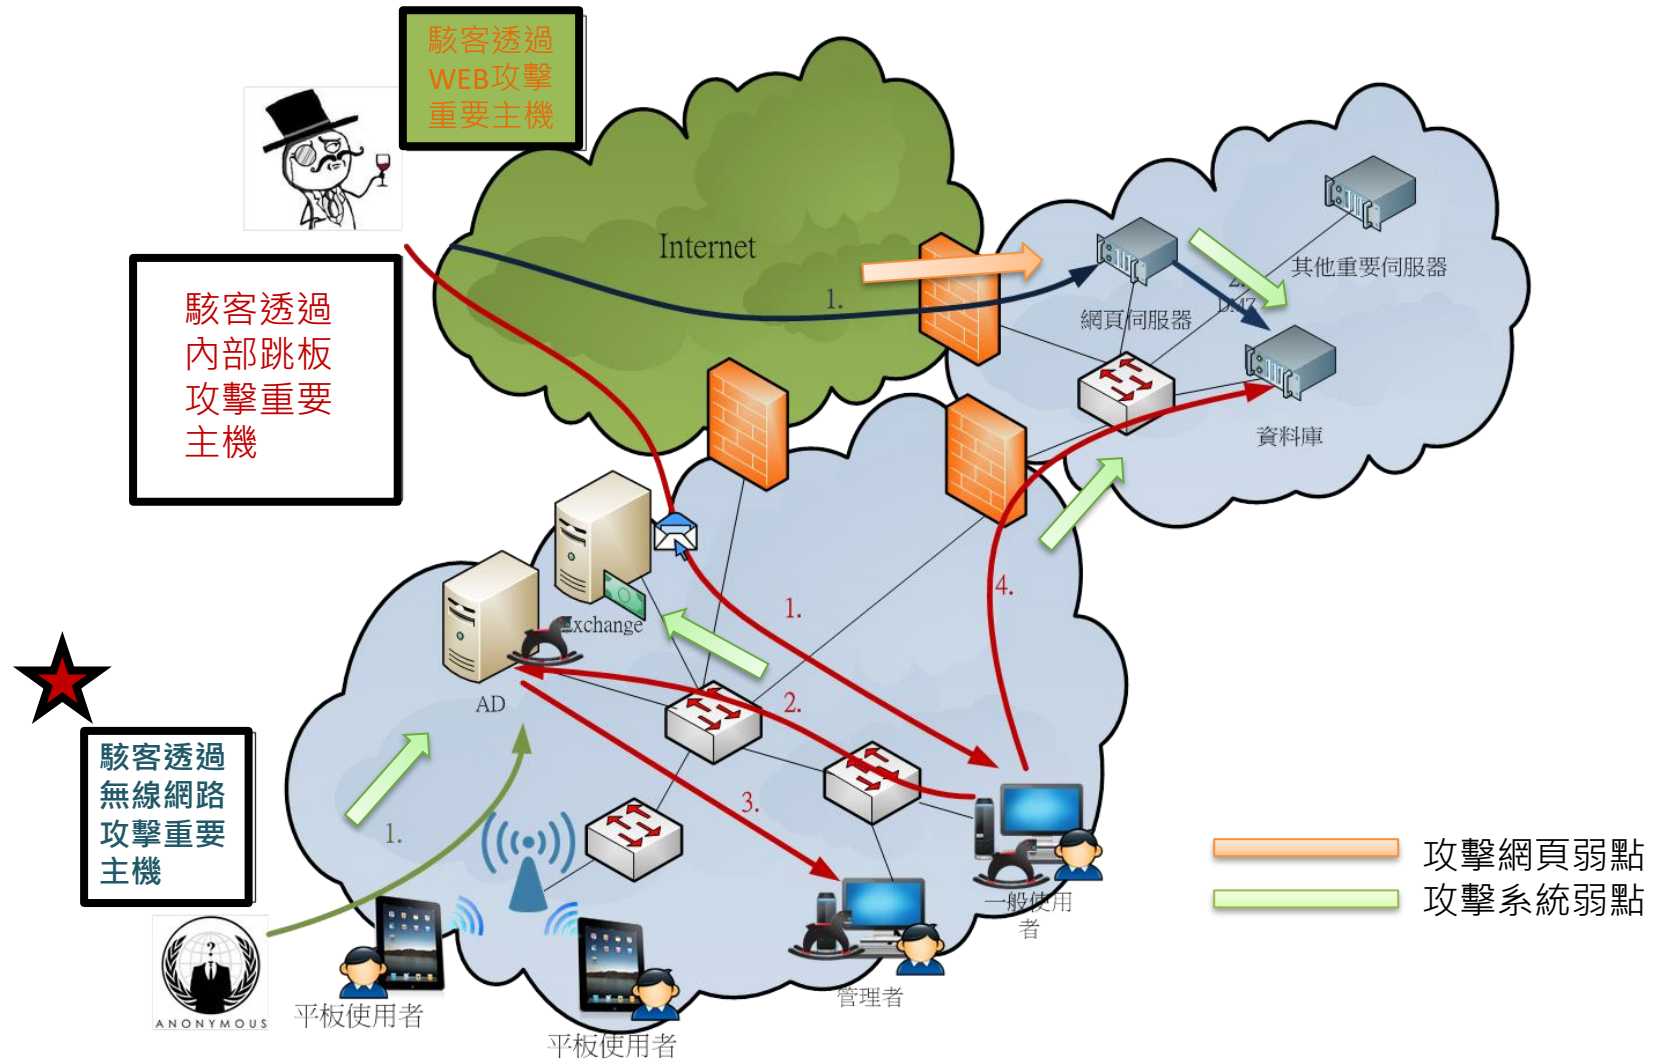 駭客透過
WEB攻擊
重要主機
Internet
其他重要伺服器
1.
2.
DMZ
網頁伺服器
駭客透過
內部跳板
攻擊重要
主機
資料庫
4.
1.
Exchange
AD
2.
駭客透過
無線網路
攻擊重要
主機
3.
1.
攻擊網頁弱點
攻擊系統弱點
一般使用
者
管理者
ANONYMOUS
平板使用者
平板使用者